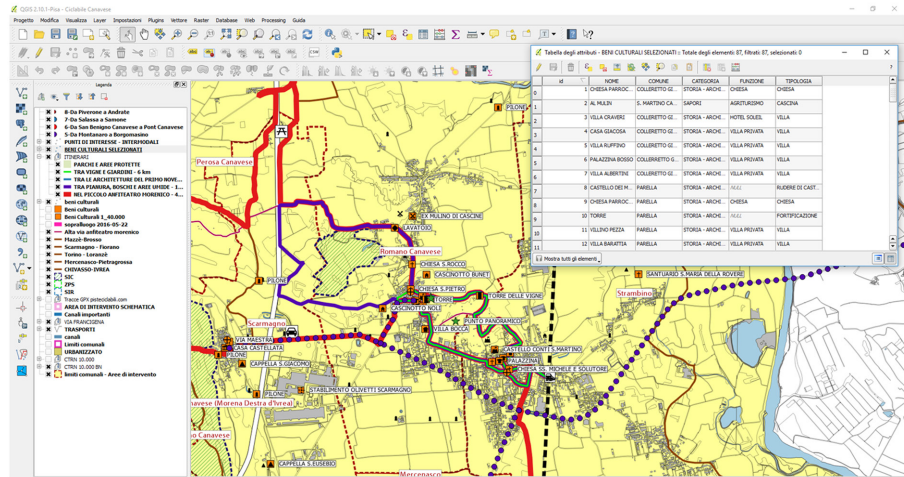 QGIS 2.10.1-Pisa - Ciclabile Canavese
Progetto Modifica Visualizza Layer Impostazioni Plugins Vettore Raster Database Web Processing Guida
Legenda
6-Da Piverone a Andrate
7-Da Salassa a Samone
6-Da San Benigno Canavese a Pont Canavese
5-Da Montanaro a Borgomasino
PUNTI DI INTERESSE - INTERMODALI
BENI CULTURALI SELEZIONATI
ITINERARI
PARCHI E AREE PROTETTE
TRA VIGNE E GIARDINI - 6 km
TRA LE ARCHITETTURE DEL PRIMO NOVE...
TRA PIANURA, BOSCHI E AREE UMIDE - 1...
NEL PICCOLO ANFITEATRO MORENICO - 4...
beni culturali
Beni culturali
Beni culturali 1_40.000
sopralluogo 2016-05-22
Alta via anfiteatro morenico
Mazzè-Brosso
Scarmagno - Fiorano
Torino - Loranzè
Mercenasco-Pietragrossa
CHIVASSO-IVREA
SIC
ZPS
SIR
Tracce GPX pisteciclabili.com
AREA DI INTERVENTO SCHEMATICA
Canali importanti
VIA FRANCIGENA
TRASPORTI
canali
Limiti comunali
URBANIZZATO
CTRN 10.000
CTRN 10.000 BN
limiti comunali - Aree di intervento
Tabella degli attributi - BENI CULTURALI SELEZIONATI :: Totale degli elementi: 87, filtrati: 87, selezionati 0
id NOME COMUNE CATEGORIA FUNZIONE TIPOLOGIA
0 1 CHIESA PARROC... COLLERETTO GI... STORIA - ARCHI... CHIESA CHIESA
1 2 AL MULIN S. MARTINO CA... SAPORI AGRITURISMO CASCINA
2 3 VILLA CRAVERI COLLERETTO GI... STORIA - ARCHI... HOTEL SOLEIL VILLA
3 4 CASA GIACOSA COLLERETTO GI... STORIA - ARCHI... VILLA PRIVATA VILLA
4 5 VILLA RUFFINO COLLERETTO GI... STORIA - ARCHI... VILLA PRIVATA VILLA
5 6 PALAZZINA BOSSO COLLERRETTO G... STORIA - ARCHI... VILLA PRIVATA VILLA
6 7 VILLA ALBERTINI COLLERETTO GI... STORIA - ARCHI... VILLA PRIVATA VILLA
7 8 CASTELLO DEI M... PARELLA STORIA - ARCHI... NULL RUDERE DI CAST...
8 9 CHIESA PARROC... PARELLA STORIA - ARCHI... CHIESA CHIESA
9 10 TORRE PARELLA STORIA - ARCHI... NULL FORTIFICAZIONE
10 11 VILLINO PEZZA PARELLA STORIA - ARCHI... VILLA PRIVATA VILLA
11 12 VILLA BARATTIA PARELLA STORIA - ARCHI... VILLA PRIVATA VILLA
Mostra tutti gli elementi
PILONE
Perosa Canavese
EX MULINO DI CASCINE
LAVATOIO
Romano Canavese
CHIESA S.ROCCO
CASCINOTTO BUNET
SANTUARIO S.MARIA DELLA ROVERE
PILONE
CHIESA S.PIETRO
Strambino
TORRE
TORRE DELLE VIGNE
CASCINOTTO NOLI
PUNTO PANORAMICO
Scarmagno
VILLA BOCCA
VIA MAESTRA
CASA CASTELLATA
CASTELLO CONTI S.MARTINO
PILONE
PALAZZINA
CAPPELLA S.GIACOMO
CHIESA SS. MICHELE E SOLUTORE
STABILIMENTO OLIVETTI SCARMAGNO
PILONE
avese (Morena Destra d'Ivrea)
o Canavese
CAPPELLA S.EUSEBIO
Mercenasco